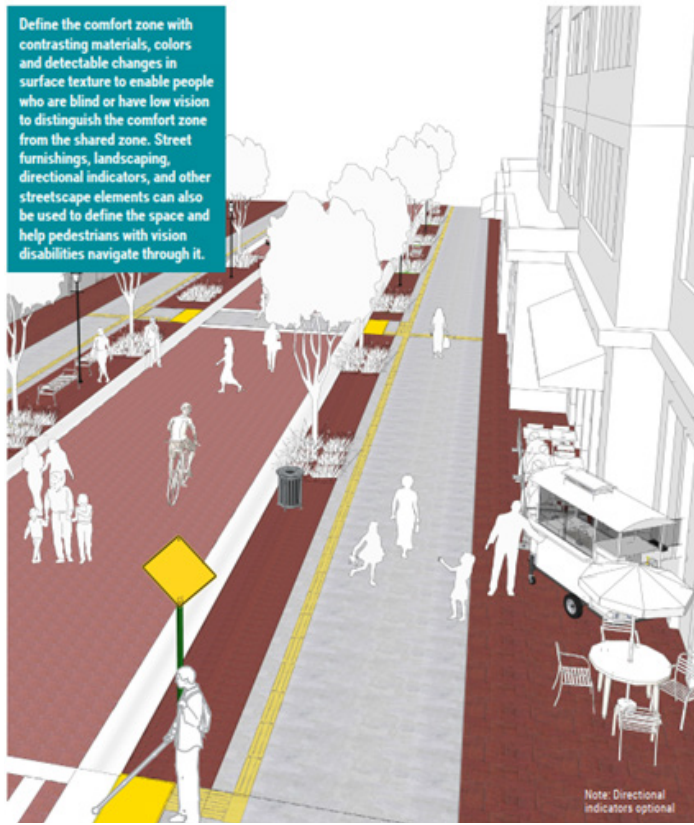 Define the comfort zone with
contrasting materials, colors
and detectable changes in
surface texture to enable people
who are blind or have low vision
to distinguish the comfort zone
from the shared zone. Street
furnishings, landscaping,
directional indicators, and other
streetscape elements can also
be used to define the space and
help pedestrians with vision
disabilities navigate through it.
Note: Directional
indicators optional